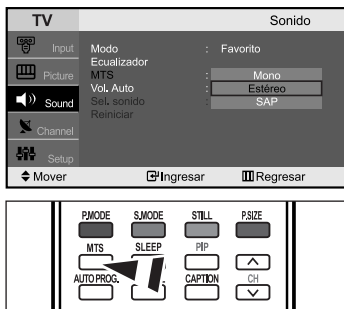 TV Sonido
Input
Picture
Sound
Channel
Setup
Modo : Favorito
Ecualizador
MTS : Mono
Vol. Auto : Estéreo
Sel. sonido : SAP
Reiniciar
Mover Ingresar Regresar
P.MODE S.MODE STILL P.SIZE
MTS SLEEP PIP
AUTO PROG. CAPTION CH